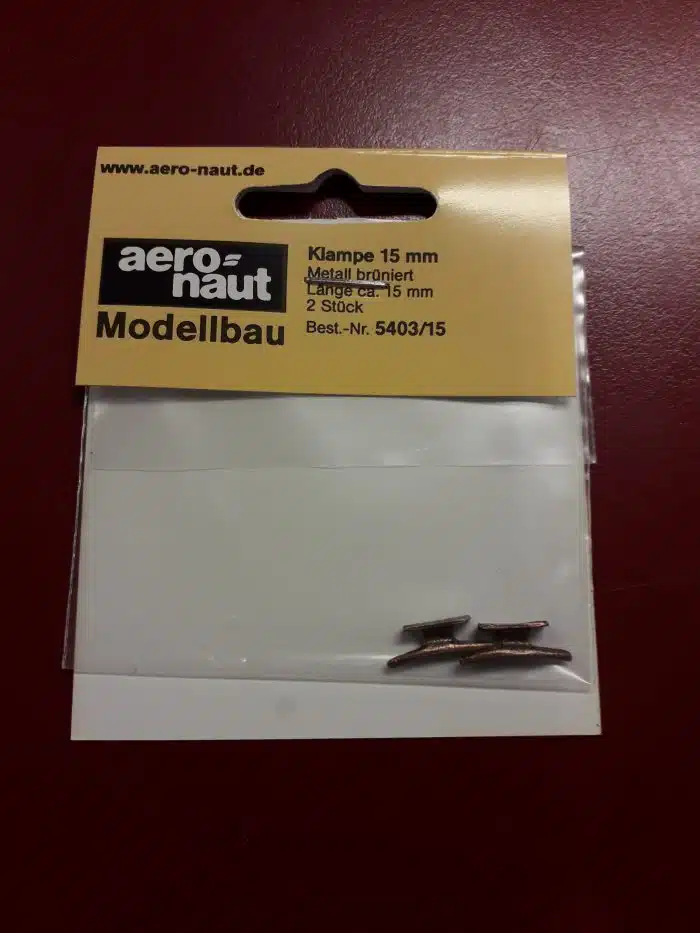 www.aero-naut.de
aero=
naut
Modellbau
Klampe 15 mm
Metall brüniert
Länge ca. 15 mm
2 Stück
Best.-Nr. 5403/15